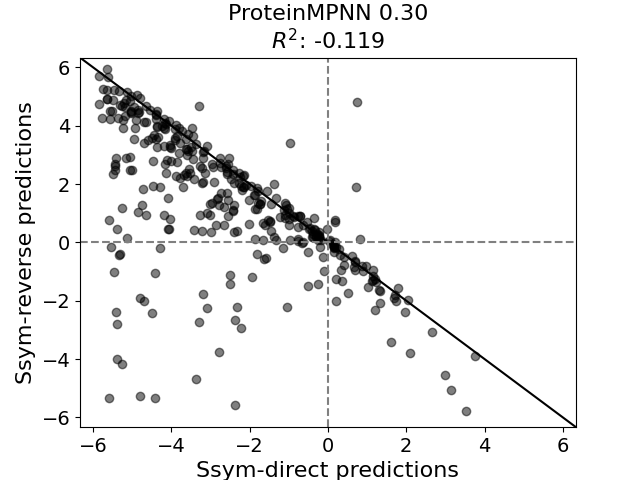 ProteinMPNN 0.30
R²: -0.119
Ssym-reverse predictions
6
4
2
0
−2
−4
−6
−6 −4 −2 0 2 4 6
Ssym-direct predictions